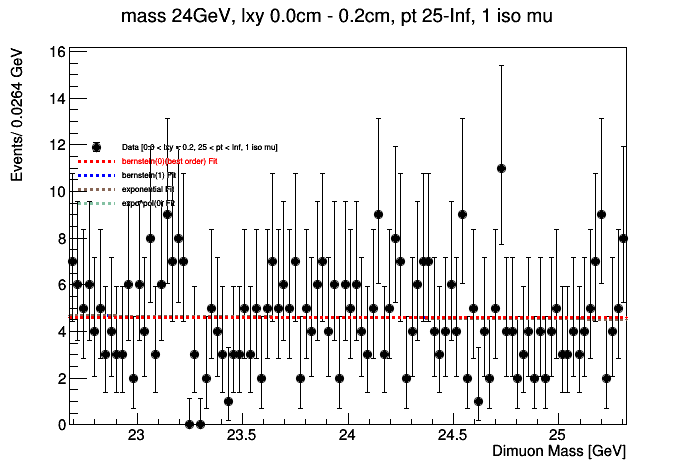 mass 24GeV, lxy 0.0cm - 0.2cm, pt 25-Inf, 1 iso mu
Events/ 0.0264 GeV
16
14
12
10
8
6
4
2
0
Data [0.0 < lxy < 0.2, 25 < pt < Inf, 1 iso mu]
bernstein(0)(best order) Fit
bernstein(1) Fit
exponential Fit
expo*pol(0) Fit
23
23.5
24
24.5
25
Dimuon Mass [GeV]